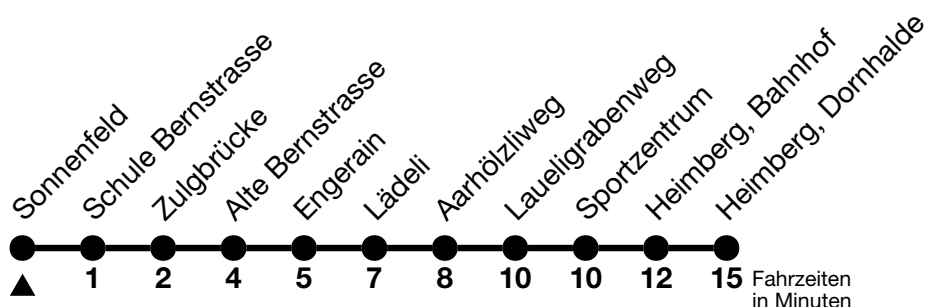 Sonnenfeld
Schule Bernstrasse
Zulgbrücke
Alte Bernstrasse
Engerain
Lädeli
Aarhölzliweg
Laueligrabenweg
Sportzentrum
Heimberg, Bahnhof
Heimberg, Dornhalde
1 2 4 5 7 8 10 10 12 15 Fahrzeiten
in Minuten